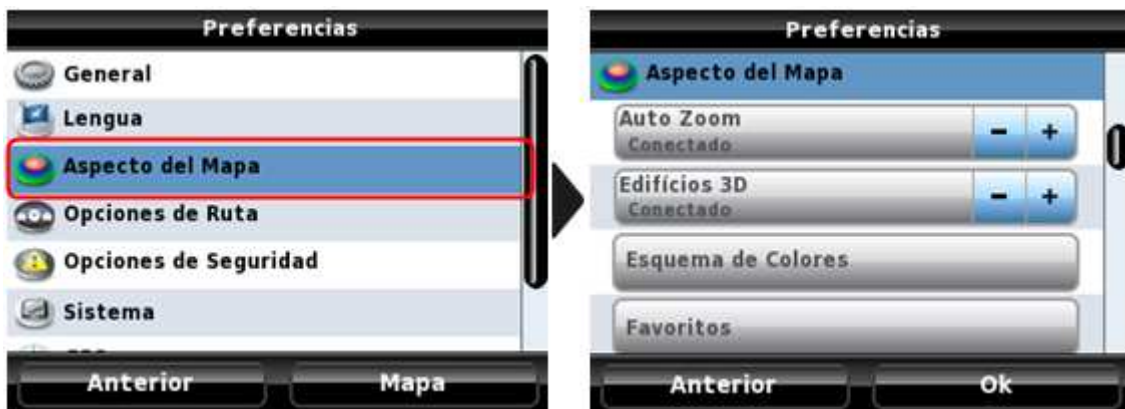 Preferencias
General
Lengua
Aspecto del Mapa
Opciones de Ruta
Opciones de Seguridad
Sistema
Anterior Mapa
Preferencias
Aspecto del Mapa
Auto Zoom
Conectado
- +
Edifícios 3D
Conectado
- +
Esquema de Colores
Favoritos
Anterior Ok